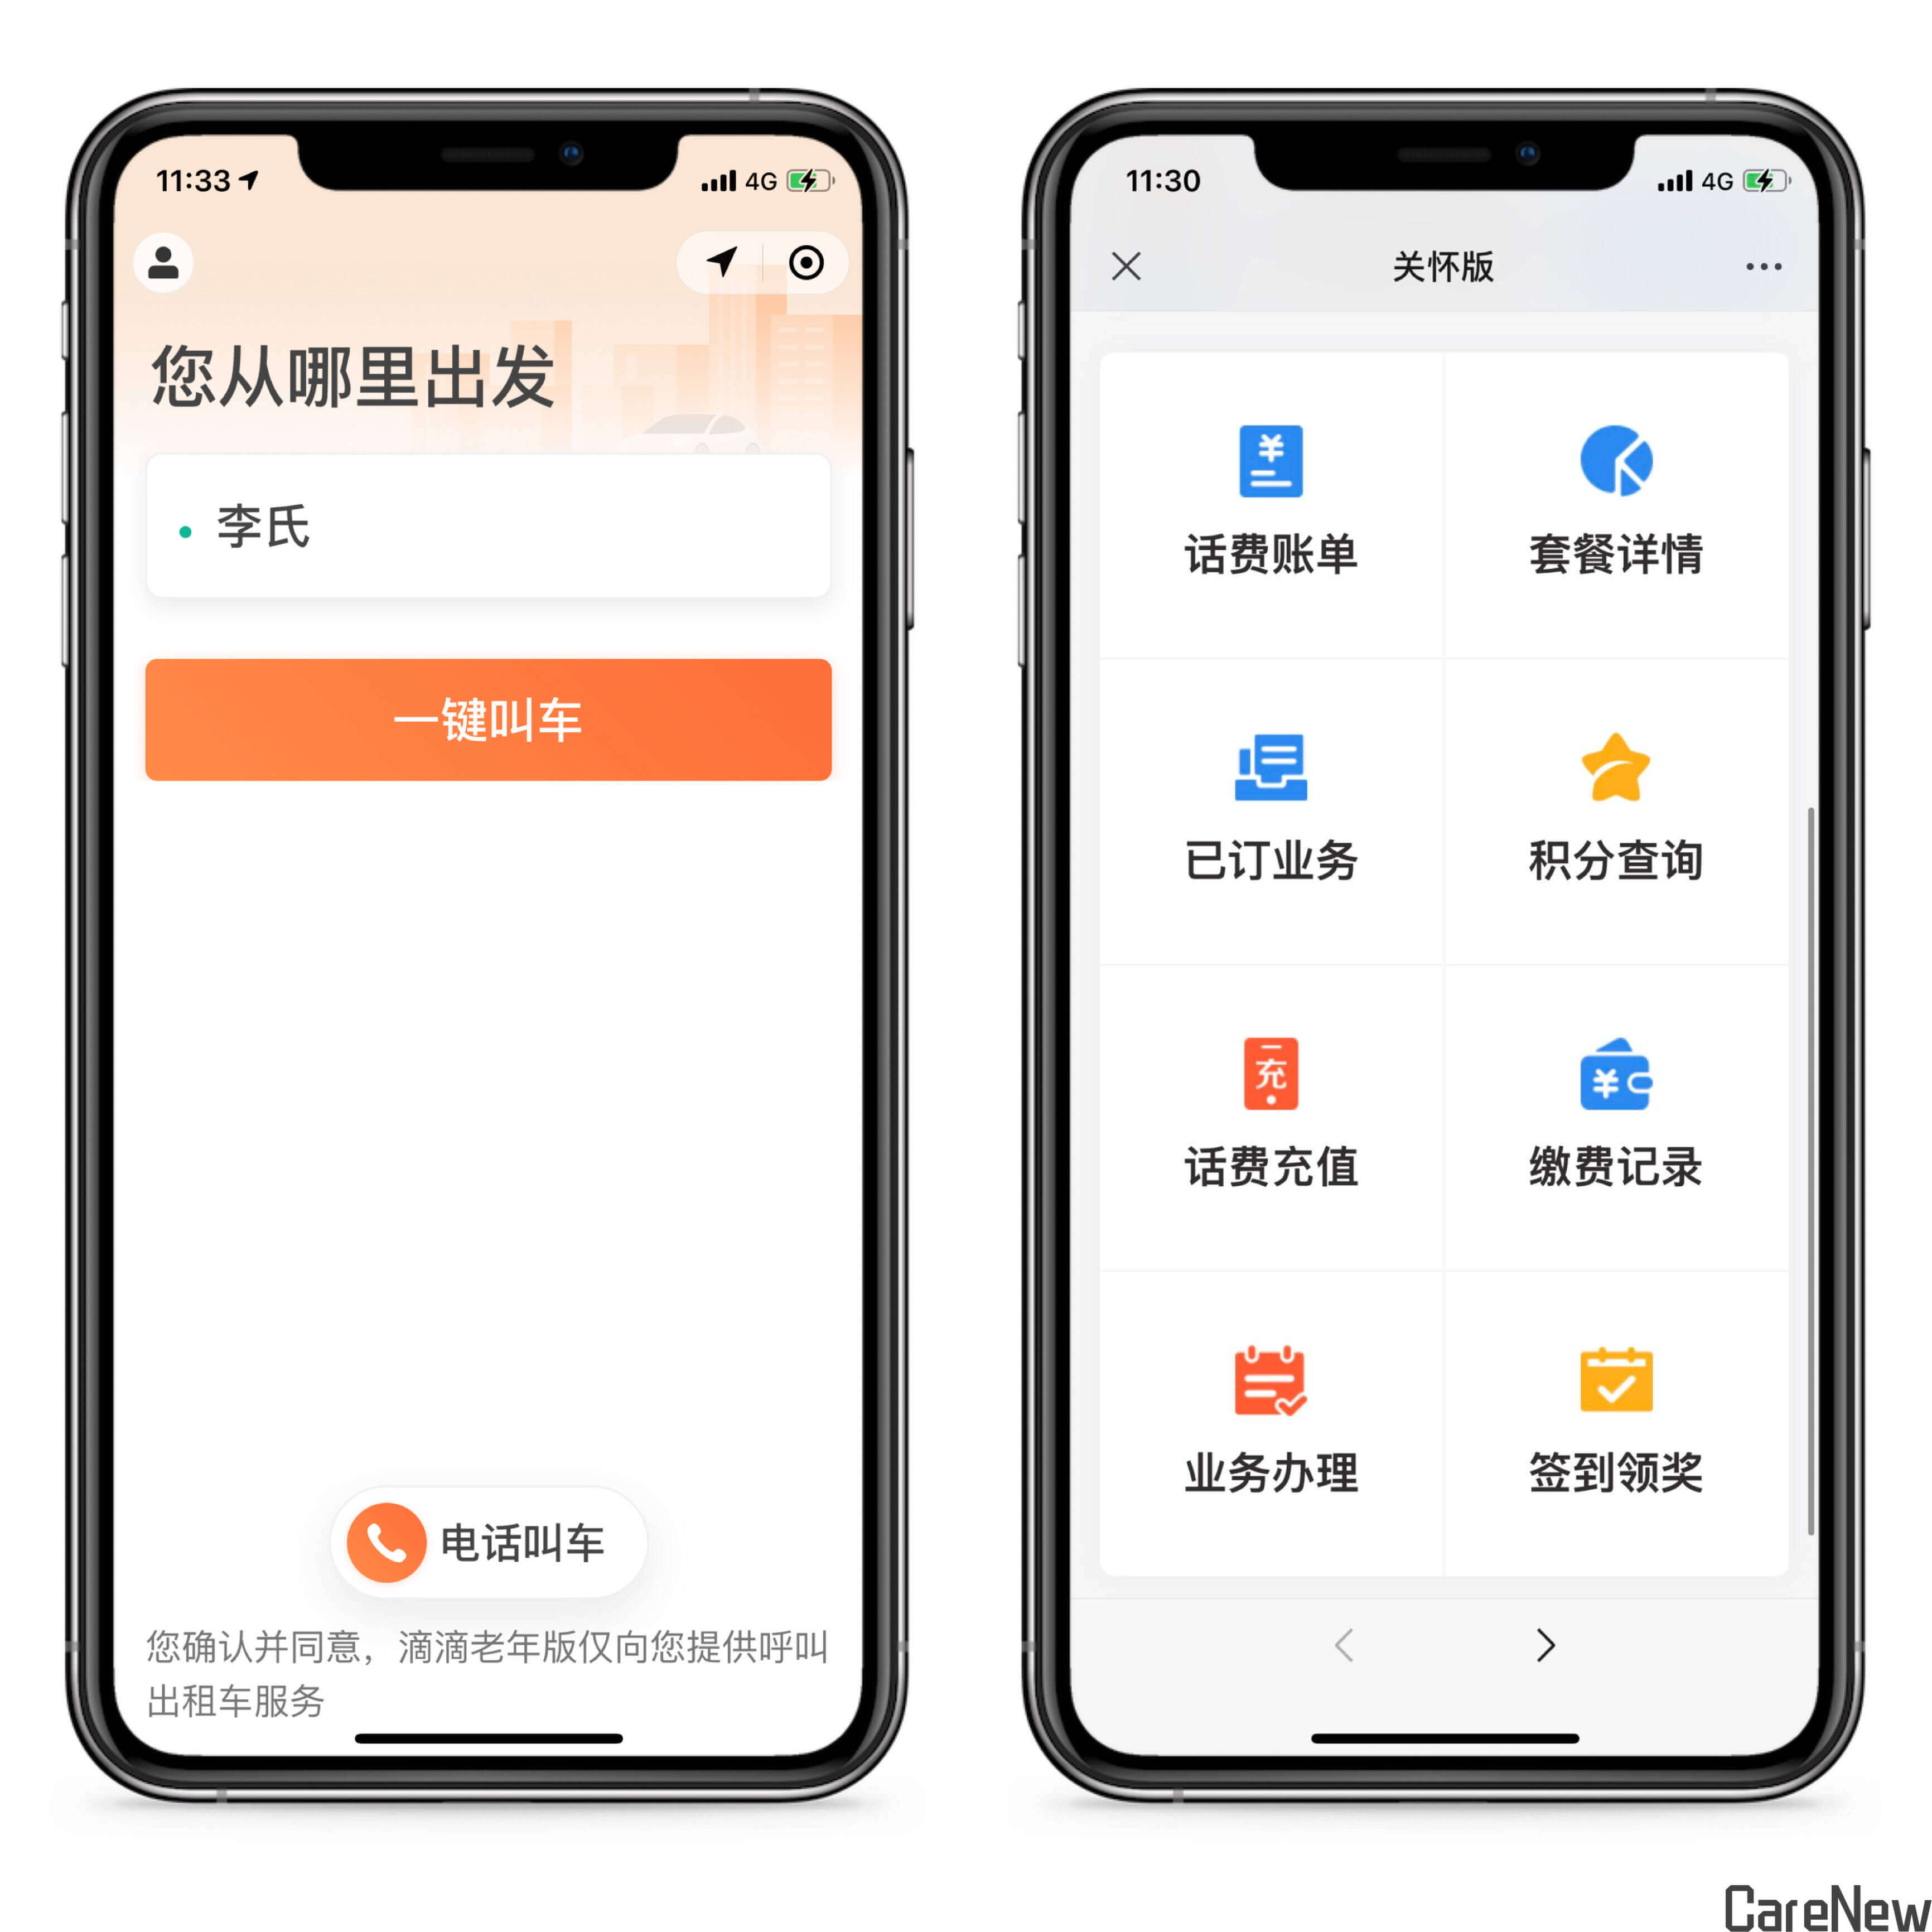 11:33
4G
您从哪里出发
李氏
一键叫车
电话叫车
您确认并同意，滴滴老年版仅向您提供呼叫
出租车服务
11:30
4G
关怀版
¥
话费账单
套餐详情
已订业务
积分查询
充
¥
话费充值
缴费记录
业务办理
签到领奖
CareNew